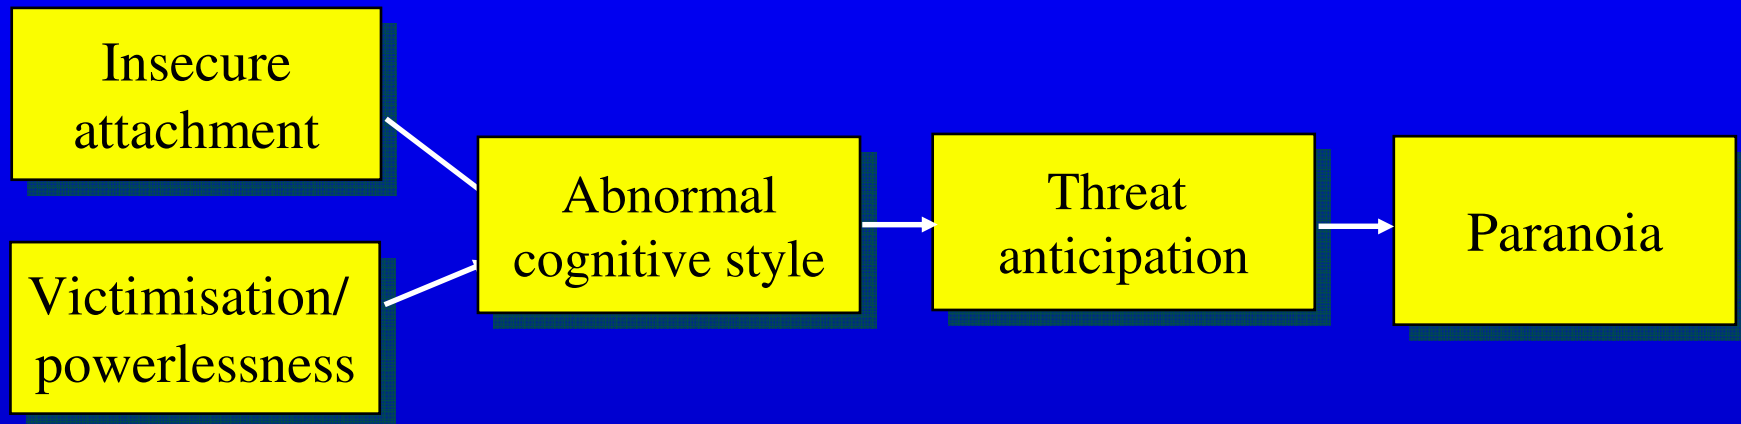 Insecure
attachment
Victimisation/
powerlessness
Abnormal
cognitive style
Threat
anticipation
Paranoia